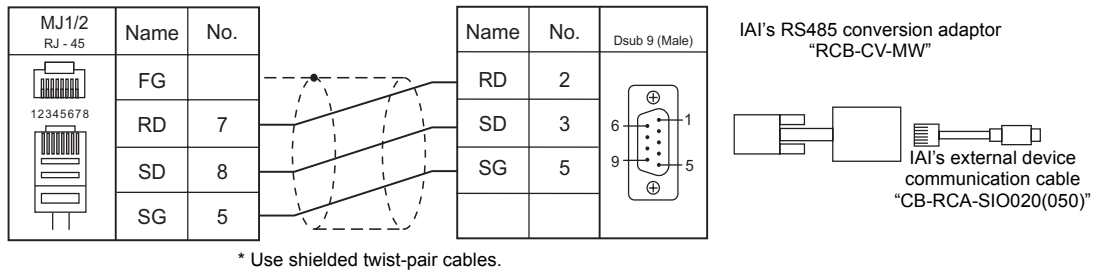 MJ1/2
RJ - 45
Name No.
FG
RD 7
SD 8
SG 5
12345678
Name No. Dsub 9 (Male)
RD 2
SD 3
SG 5
6 1
9 5
IAI's RS485 conversion adaptor
“RCB-CV-MW”
IAI's external device
communication cable
“CB-RCA-SIO020(050)”
* Use shielded twist-pair cables.